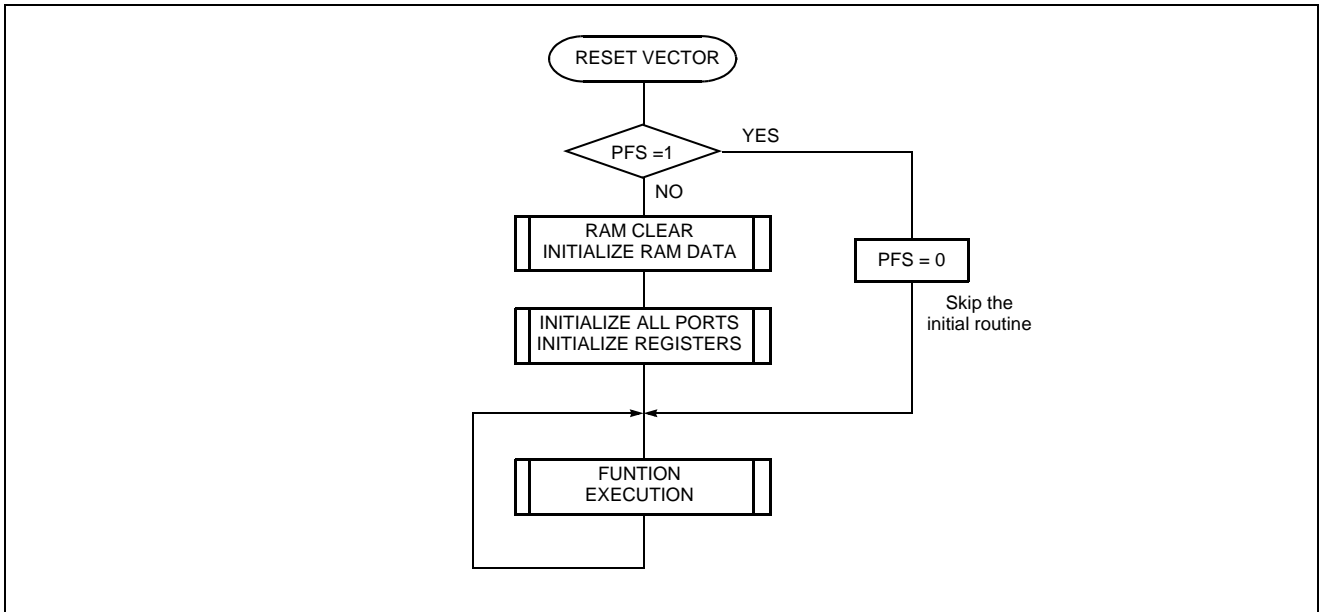 RESET VECTOR
PFS =1
YES
NO
RAM CLEAR
INITIALIZE RAM DATA
PFS = 0
Skip the
initial routine
INITIALIZE ALL PORTS
INITIALIZE REGISTERS
FUNTION
EXECUTION